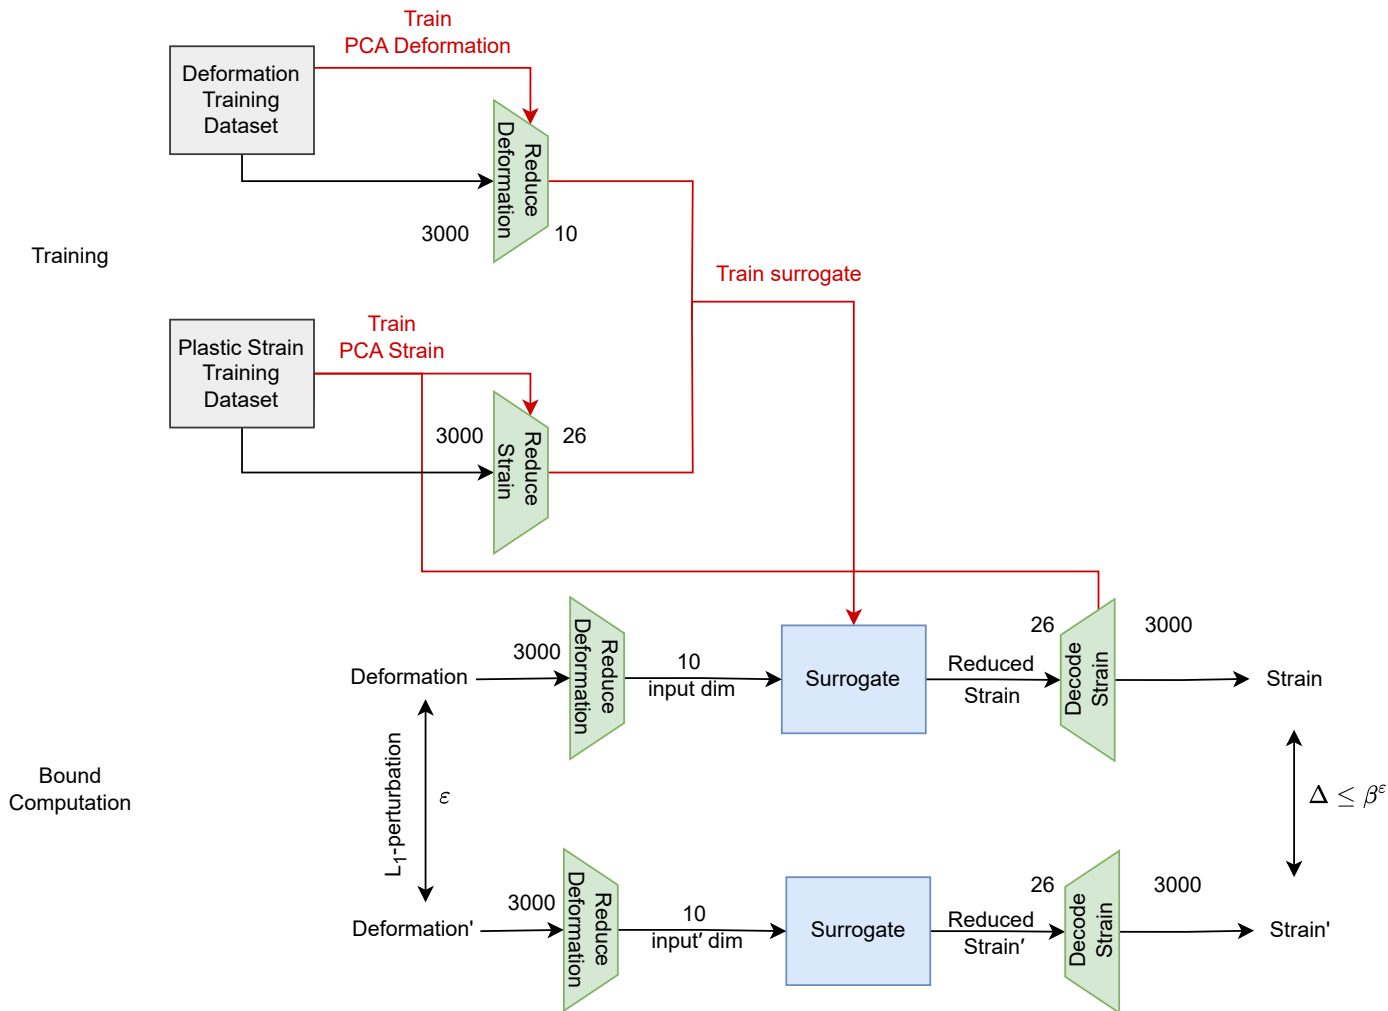 Train
PCA Deformation
Deformation
Training
Dataset
Reduce
Deformation
3000
10
Training
Train surrogate
Train
PCA Strain
Plastic Strain
Training
Dataset
3000
Reduce
Strain
26
Deformation
3000
Reduce
Deformation
10
input dim
Surrogate
Reduced
Strain
26
Decode
Strain
3000
Strain
Bound
Computation
L₁-perturbation
ε
Δ ≤ β^ε
Deformation'
3000
Reduce
Deformation
10
input′ dim
Surrogate
Reduced
Strain′
26
Decode
Strain
3000
Strain'